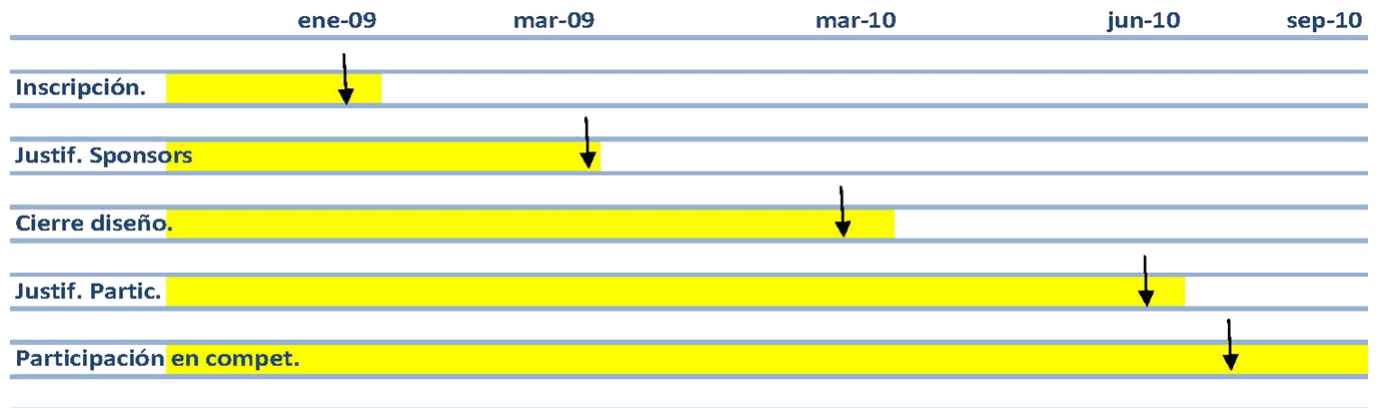 ene-09 mar-09 mar-10 jun-10 sep-10
Inscripción.
Justif. Sponsors
Cierre diseño.
Justif. Partic.
Participación en compet.